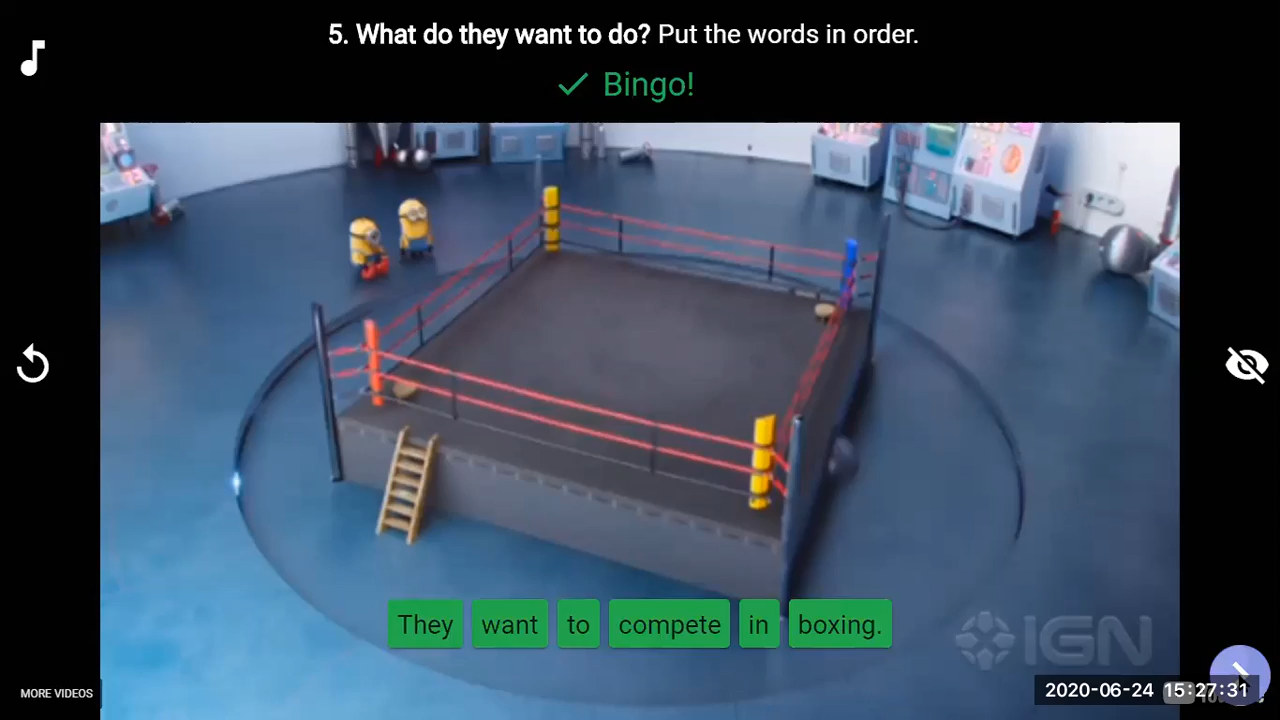 5. What do they want to do? Put the words in order.
✓ Bingo!
They want to compete in boxing.
IGN
MORE VIDEOS
2020-06-24 15:27:31